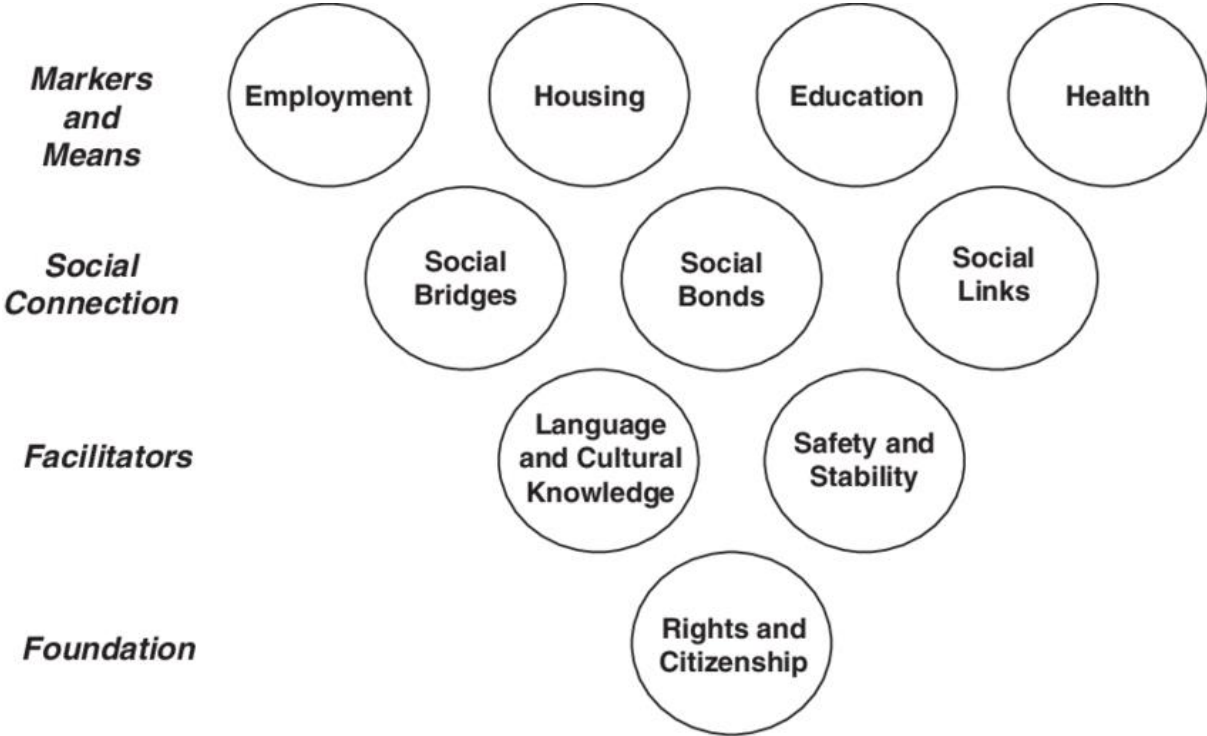 Markers
and
Means
Employment
Housing
Education
Health
Social
Connection
Social
Bridges
Social
Bonds
Social
Links
Facilitators
Language
and Cultural
Knowledge
Safety and
Stability
Foundation
Rights and
Citizenship